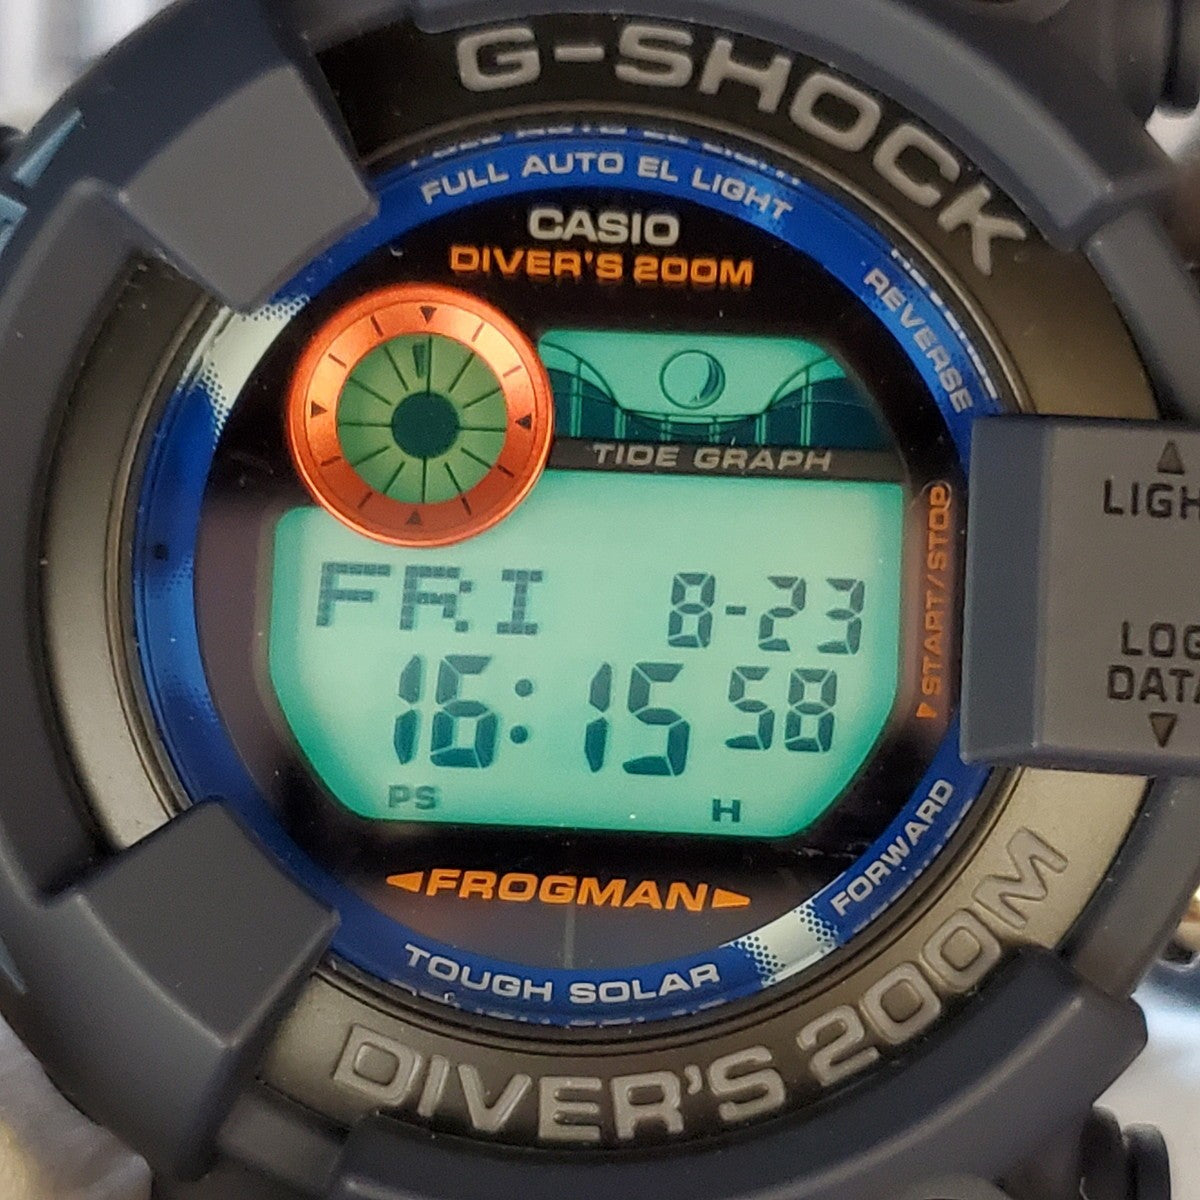 G-SHOCK
FULL AUTO EL LIGHT
CASIO
DIVER'S 200M
REVERSE
TIDE GRAPH
LIGH
START/STOP
FRI 8-23
16:15 58
LOG
DATA
PS H
FORWARD
FROGMAN
TOUGH SOLAR
DIVER'S 200M